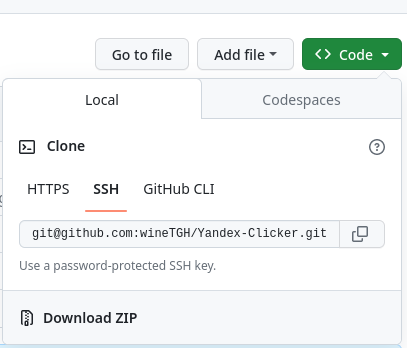 Go to file Add file <> Code
Local Codespaces
Clone
HTTPS SSH GitHub CLI
git@github.com:wineTGH/Yandex-Clicker.git
Use a password-protected SSH key.
Download ZIP